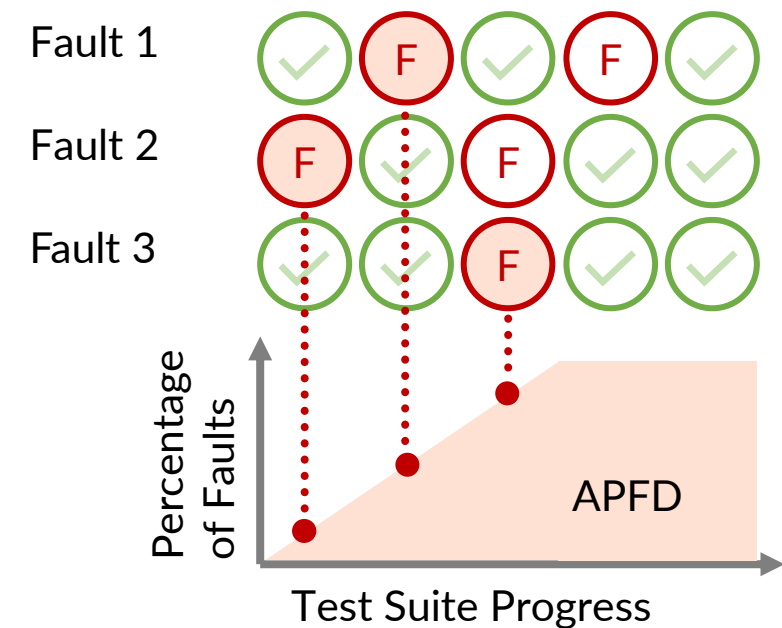 Fault 1 F F
Fault 2 F F
Fault 3 F
Percentage
of Faults
APFD
Test Suite Progress